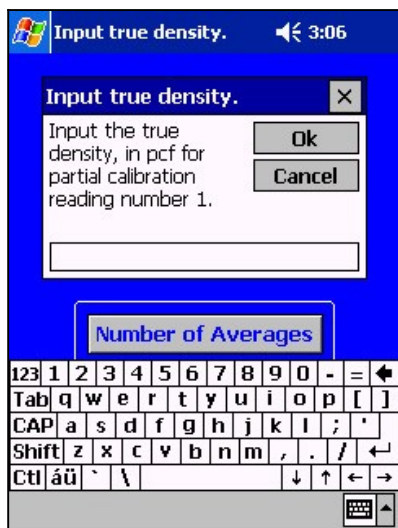 Input true density. 3:06
Input true density.
Input the true
density, in pcf for
partial calibration
reading number 1.
Ok
Cancel
Number of Averages
123 1 2 3 4 5 6 7 8 9 0 - =
Tab q w e r t y u i o p [ ]
CAP a s d f g h j k l ; '
Shift z x c v b n m , . /
Ctl áü ` \